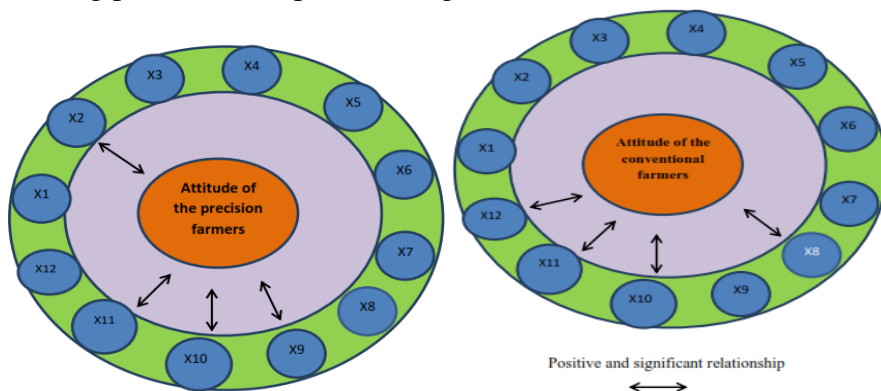 X1
X2
X3
X4
X5
X6
X7
X8
X9
X10
X11
X12
Attitude of
the precision
farmers
X1
X2
X3
X4
X5
X6
X7
X8
X9
X10
X11
X12
Attitude of the
conventional
farmers
Positive and significant relationship